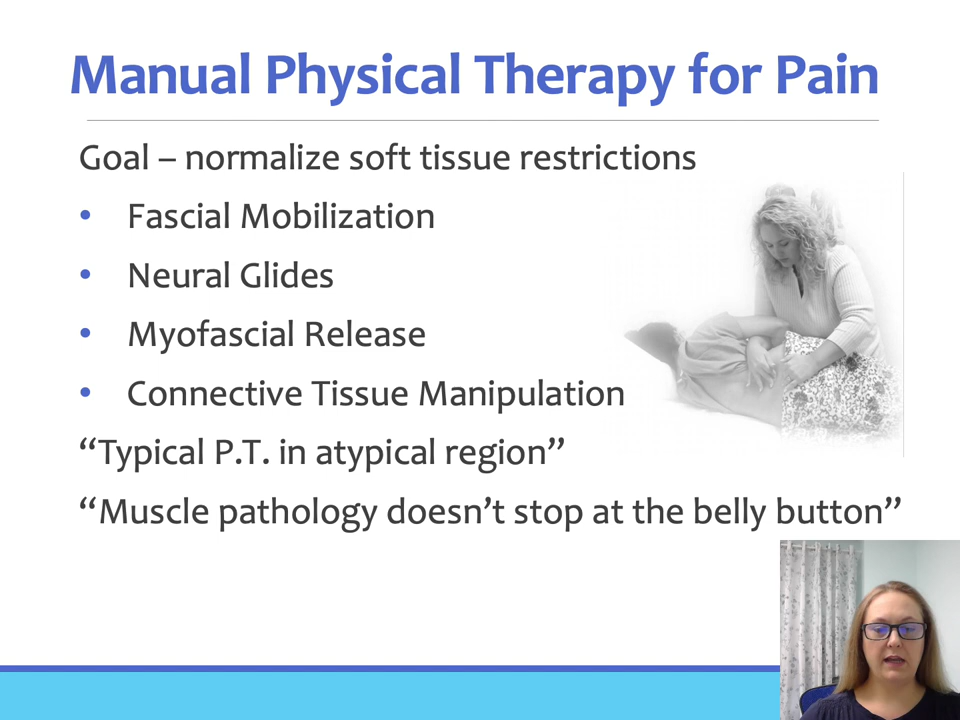 Manual Physical Therapy for Pain
Goal – normalize soft tissue restrictions
• Fascial Mobilization
• Neural Glides
• Myofascial Release
• Connective Tissue Manipulation
“Typical P.T. in atypical region”
“Muscle pathology doesn’t stop at the belly button”